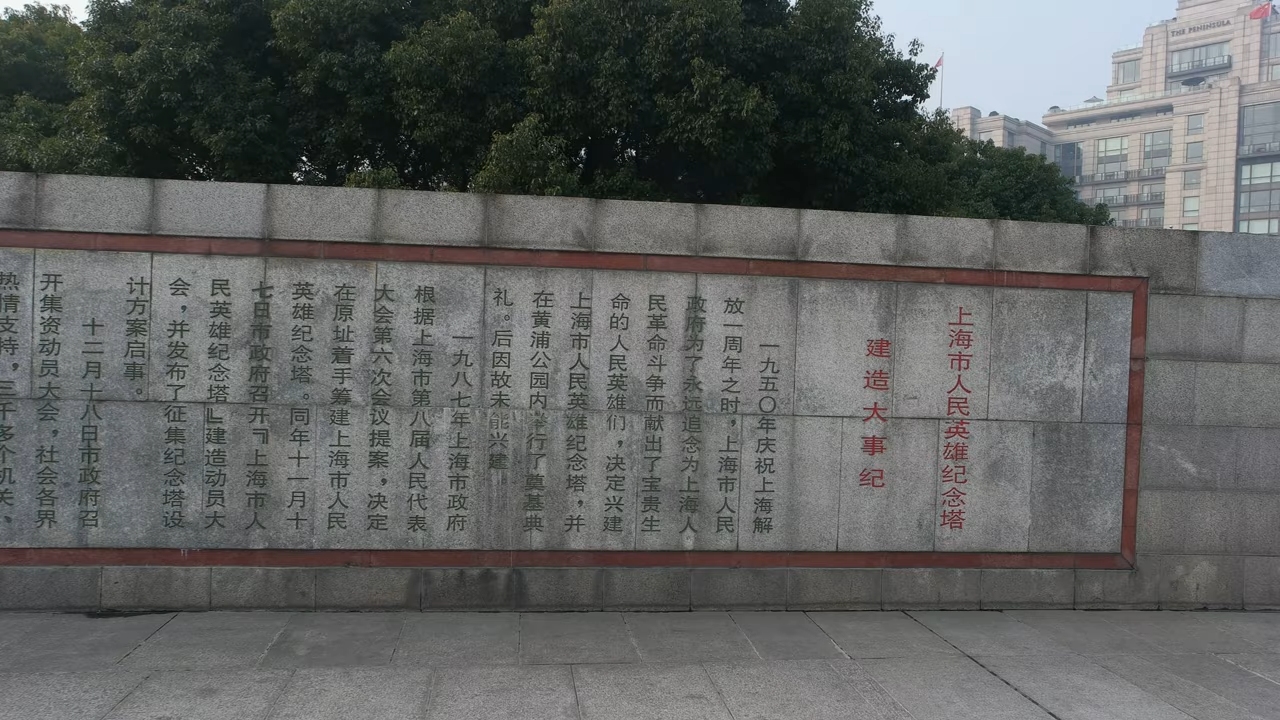 上海市人民英雄纪念塔
建造大事纪
一九五〇年庆祝上海解
放一周年之时，上海市人民
政府为了永远追念为上海人
民革命斗争而献出了宝贵生
命的人民英雄们，决定兴建
上海市人民英雄纪念塔，并
在黄浦公园内举行了奠基典
礼。后因故未能兴建
一九八七年上海市政府
根据上海市第八届人民代表
大会第六次会议提案，决定
在原址着手筹建上海市人民
英雄纪念塔。同年十一月十
七日市政府召开『上海市人
民英雄纪念塔』建造动员大
会，并发布了征集纪念塔设
计方案启事。
十二月十八日市政府召
开集资动员大会，社会各界
热情支持，三千多个机关、
THE PENINSULA